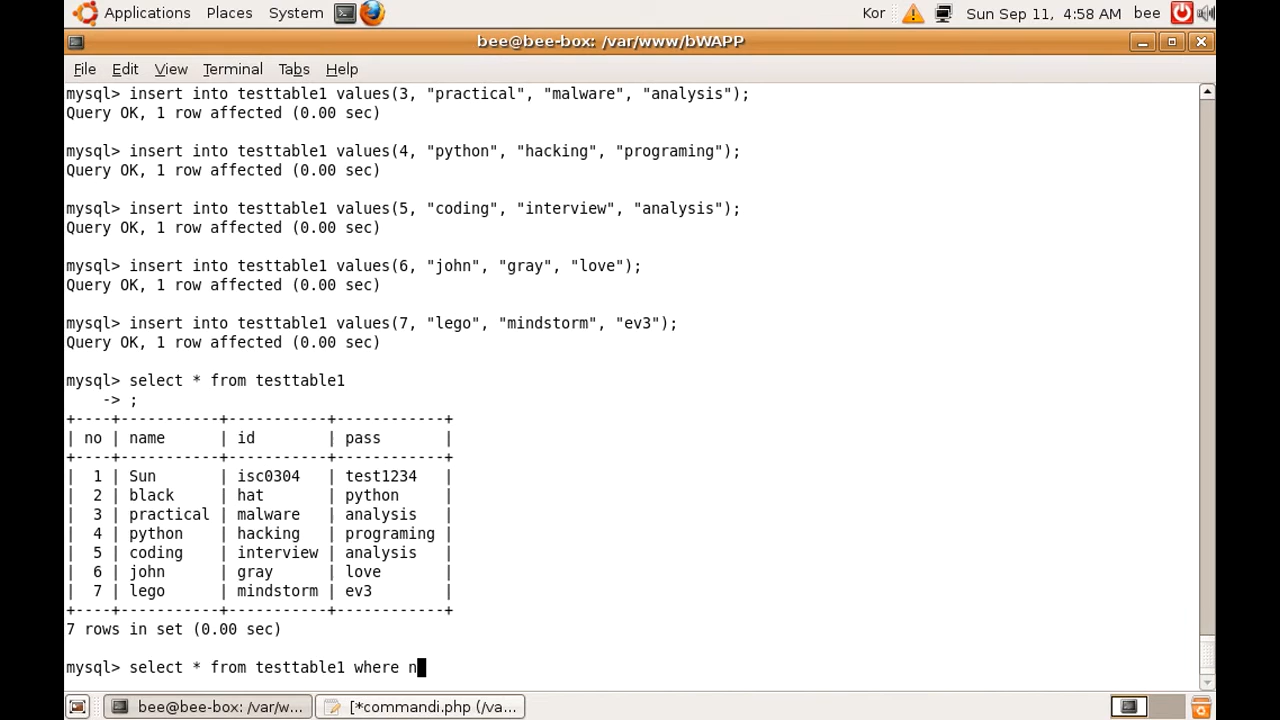 Applications Places System Kor Sun Sep 11, 4:58 AM bee
bee@bee-box: /var/www/bWAPP
File Edit View Terminal Tabs Help
mysql> insert into testtable1 values(3, "practical", "malware", "analysis");
Query OK, 1 row affected (0.00 sec)
mysql> insert into testtable1 values(4, "python", "hacking", "programing");
Query OK, 1 row affected (0.00 sec)
mysql> insert into testtable1 values(5, "coding", "interview", "analysis");
Query OK, 1 row affected (0.00 sec)
mysql> insert into testtable1 values(6, "john", "gray", "love");
Query OK, 1 row affected (0.00 sec)
mysql> insert into testtable1 values(7, "lego", "mindstorm", "ev3");
Query OK, 1 row affected (0.00 sec)
mysql> select * from testtable1
    -> ;
+----+-----------+-----------+------------+
| no | name      | id        | pass       |
+----+-----------+-----------+------------+
|  1 | Sun       | isc0304   | test1234   |
|  2 | black     | hat       | python     |
|  3 | practical | malware   | analysis   |
|  4 | python    | hacking   | programing |
|  5 | coding    | interview | analysis   |
|  6 | john      | gray      | love       |
|  7 | lego      | mindstorm | ev3        |
+----+-----------+-----------+------------+
7 rows in set (0.00 sec)
mysql> select * from testtable1 where n
bee@bee-box: /var/w... [*commandi.php (/va...